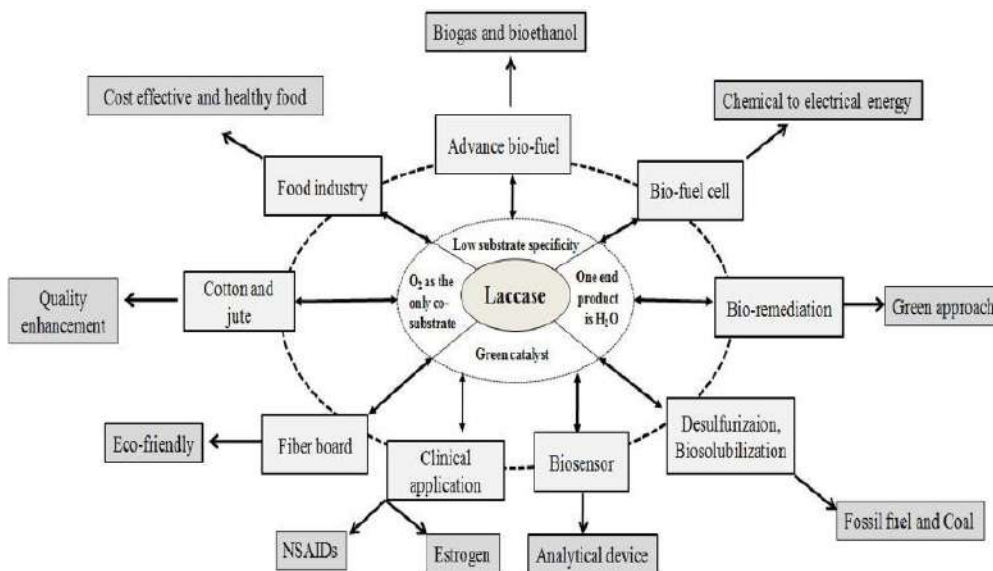 Biogas and bioethanol
Cost effective and healthy food
Chemical to electrical energy
Advance bio-fuel
Food industry
Bio-fuel cell
Low substrate specificity
O₂ as the
only co-
substrate
Laccase
One end
product
is H₂O
Green catalyst
Quality
enhancement
Cotton and
jute
Bio-remediation
Green approach
Eco-friendly
Fiber board
Clinical
application
Biosensor
Desulfurizaion,
Biosolubilization
NSAIDs
Estrogen
Analytical device
Fossil fuel and Coal